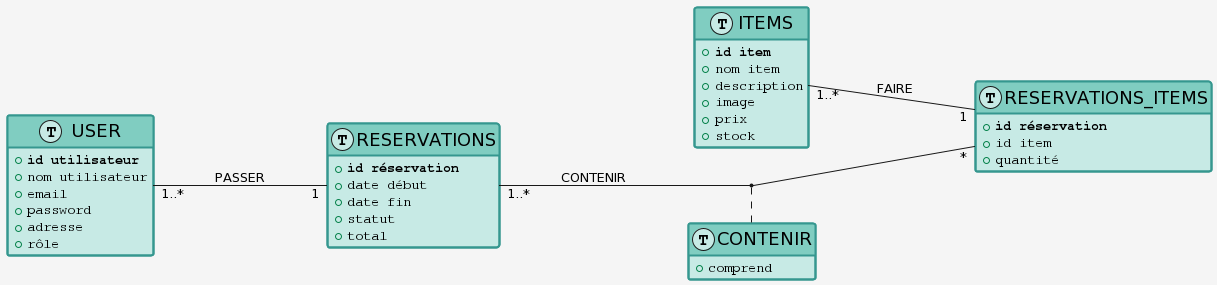 T USER
id utilisateur
nom utilisateur
email
password
adresse
rôle
PASSER
1..*
1
T RESERVATIONS
id réservation
date début
date fin
statut
total
CONTENIR
1..*
*
T ITEMS
id item
nom item
description
image
prix
stock
FAIRE
1..*
1
T CONTENIR
comprend
T RESERVATIONS_ITEMS
id réservation
id item
quantité